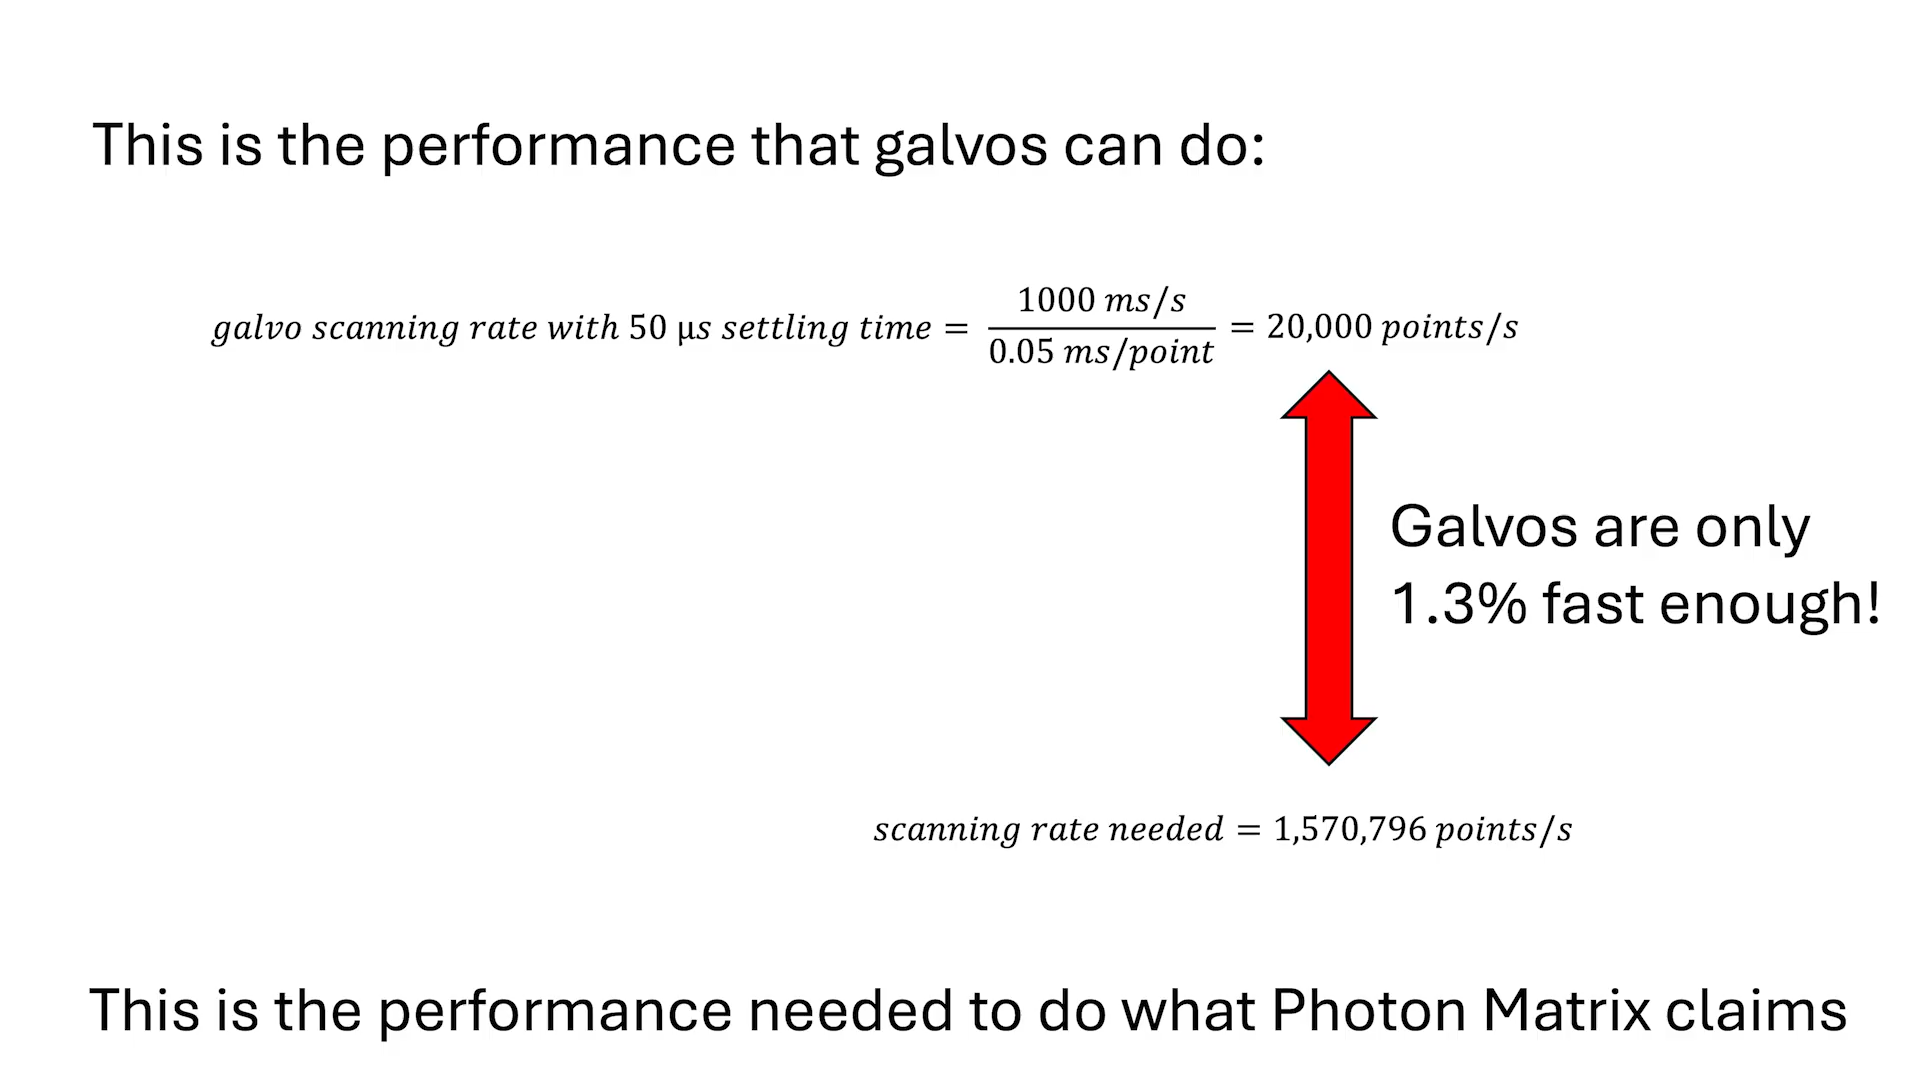 This is the performance that galvos can do:
galvo scanning rate with 50 µs settling time = 1000 ms/s / 0.05 ms/point = 20,000 points/s
Galvos are only
1.3% fast enough!
scanning rate needed = 1,570,796 points/s
This is the performance needed to do what Photon Matrix claims